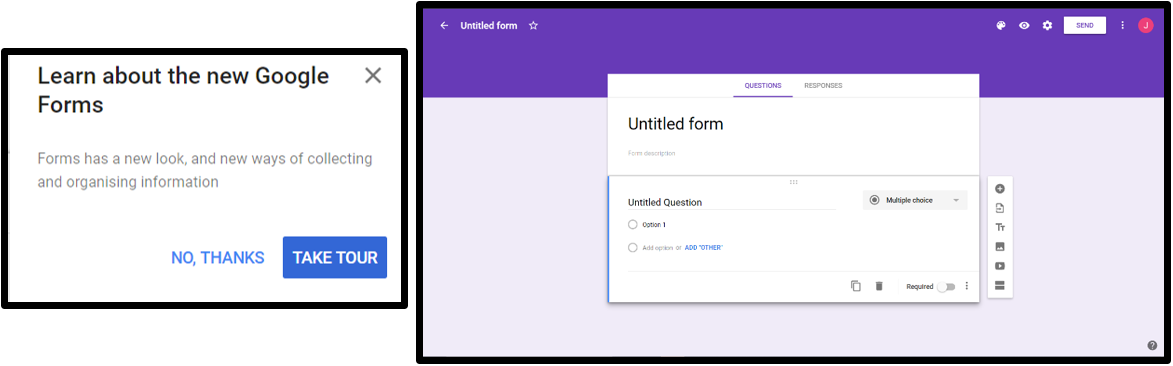 Learn about the new Google
Forms
Forms has a new look, and new ways of collecting
and organising information
NO, THANKS
TAKE TOUR
Untitled form
SEND
J
QUESTIONS
RESPONSES
Untitled form
Form description
Untitled Question
Multiple choice
Option 1
Add option or ADD "OTHER"
Required